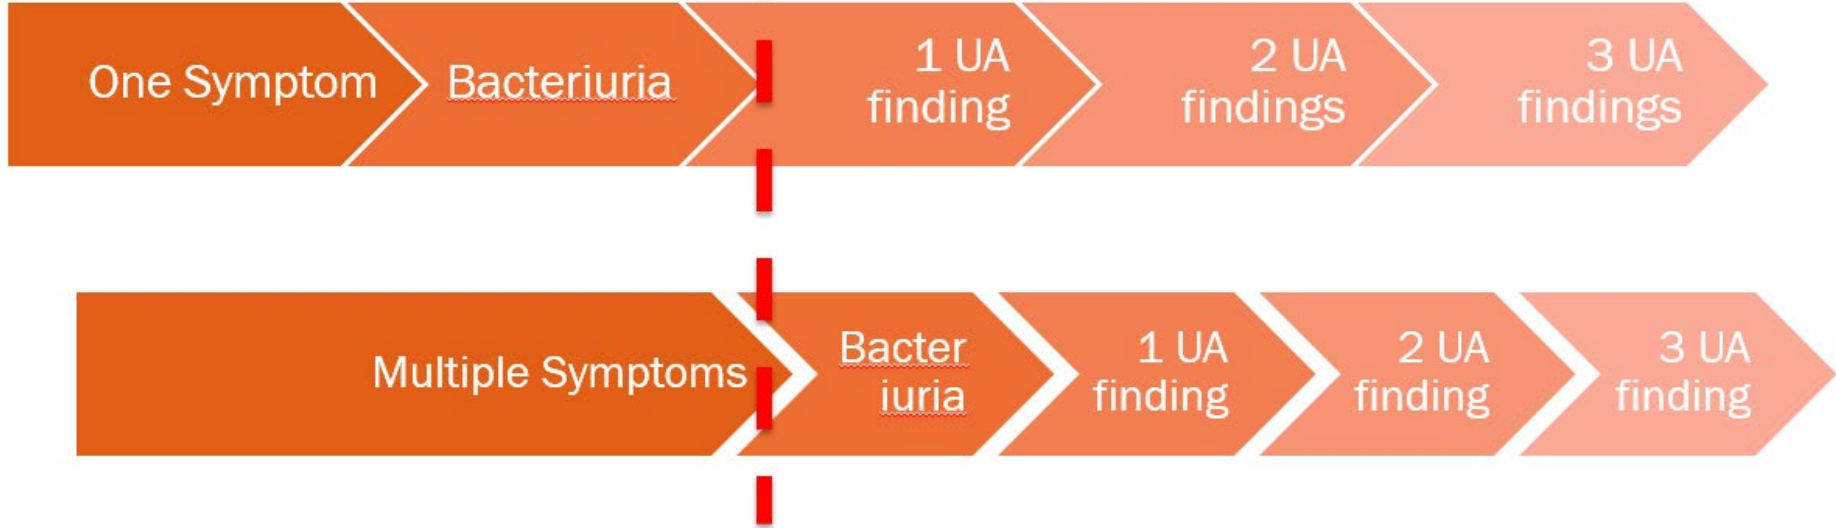 One Symptom
Bacteriuria
1 UA
finding
2 UA
findings
3 UA
findings
Multiple Symptoms
Bacter
iuria
1 UA
finding
2 UA
finding
3 UA
finding